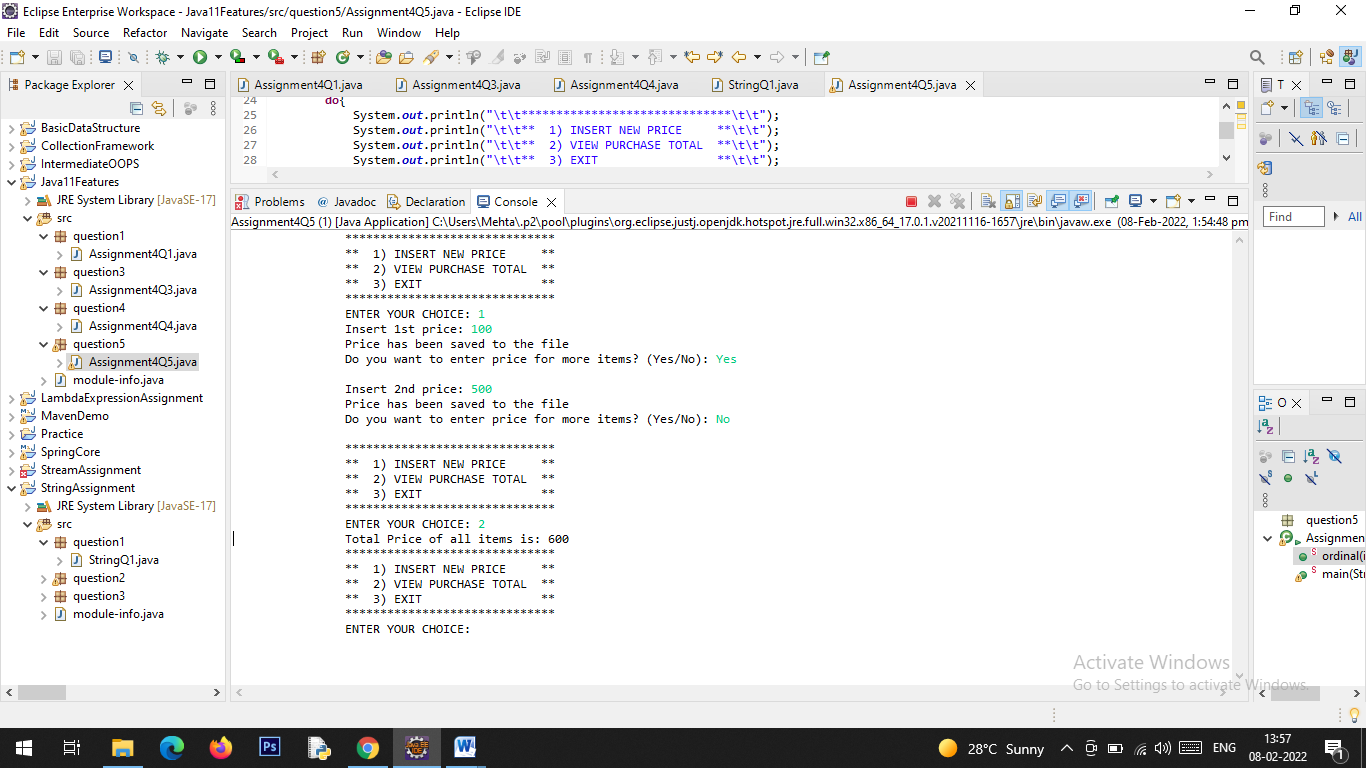 Eclipse Enterprise Workspace - Java11Features/src/question5/Assignment4Q5.java - Eclipse IDE
File Edit Source Refactor Navigate Search Project Run Window Help
Package Explorer
BasicDataStructure
CollectionFramework
IntermediateOOPS
Java11Features
JRE System Library [JavaSE-17]
src
question1
Assignment4Q1.java
question3
Assignment4Q3.java
question4
Assignment4Q4.java
question5
Assignment4Q5.java
module-info.java
LambdaExpressionAssignment
MavenDemo
Practice
SpringCore
StreamAssignment
StringAssignment
JRE System Library [JavaSE-17]
src
question1
StringQ1.java
question2
question3
module-info.java
Assignment4Q1.java Assignment4Q3.java Assignment4Q4.java StringQ1.java Assignment4Q5.java
24 do{
25 System.out.println("\t\t******************************\t\t");
26 System.out.println("\t\t**  1) INSERT NEW PRICE     **\t\t");
27 System.out.println("\t\t**  2) VIEW PURCHASE TOTAL  **\t\t");
28 System.out.println("\t\t**  3) EXIT                 **\t\t");
Problems @ Javadoc Declaration Console
Assignment4Q5 (1) [Java Application] C:\Users\Mehta\.p2\pool\plugins\org.eclipse.justj.openjdk.hotspot.jre.full.win32.x86_64_17.0.1.v20211116-1657\jre\bin\javaw.exe (08-Feb-2022, 1:54:48 pm
******************************
**  1) INSERT NEW PRICE     **
**  2) VIEW PURCHASE TOTAL  **
**  3) EXIT                 **
******************************
ENTER YOUR CHOICE: 1
Insert 1st price: 100
Price has been saved to the file
Do you want to enter price for more items? (Yes/No): Yes
Insert 2nd price: 500
Price has been saved to the file
Do you want to enter price for more items? (Yes/No): No
******************************
**  1) INSERT NEW PRICE     **
**  2) VIEW PURCHASE TOTAL  **
**  3) EXIT                 **
******************************
ENTER YOUR CHOICE: 2
Total Price of all items is: 600
******************************
**  1) INSERT NEW PRICE     **
**  2) VIEW PURCHASE TOTAL  **
**  3) EXIT                 **
******************************
ENTER YOUR CHOICE:
T
Find All
O
question5
Assignmen
ordinal(i
main(Stri
Activate Windows
Go to Settings to activate Windows.
Ps
28°C Sunny
ENG
13:57
08-02-2022
1